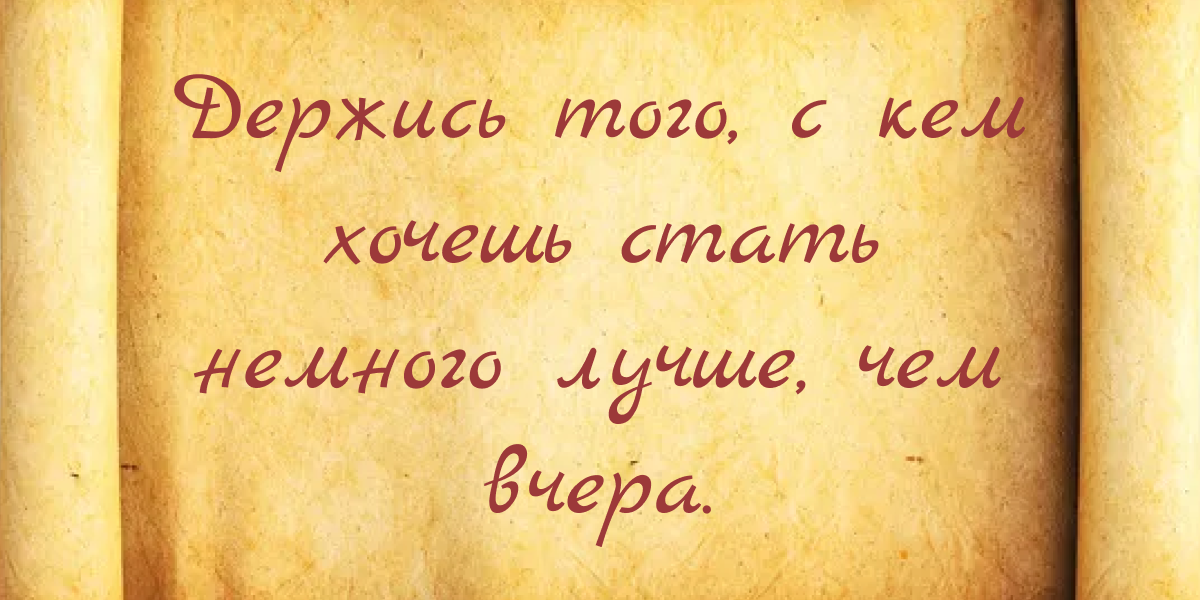 Держись того, с кем
хочешь стать
немного лучше, чем
вчера.